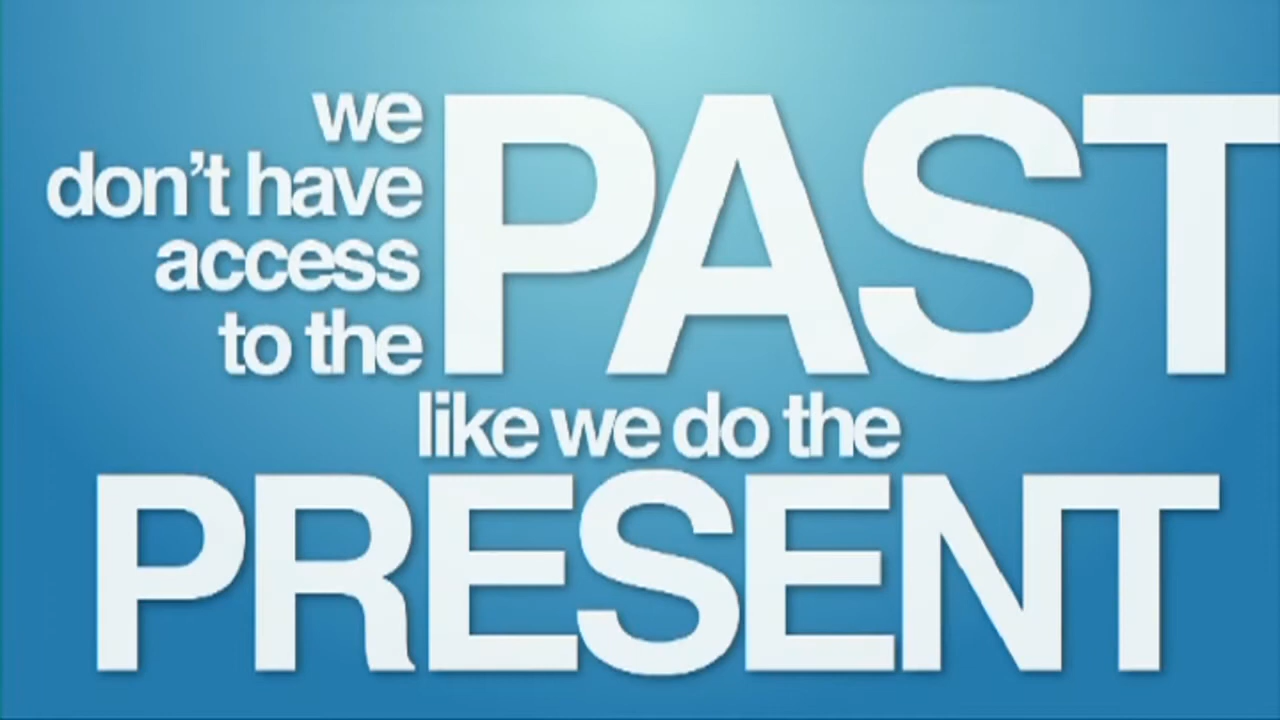 we
don't have
access
to the PAST
like we do the
PRESENT